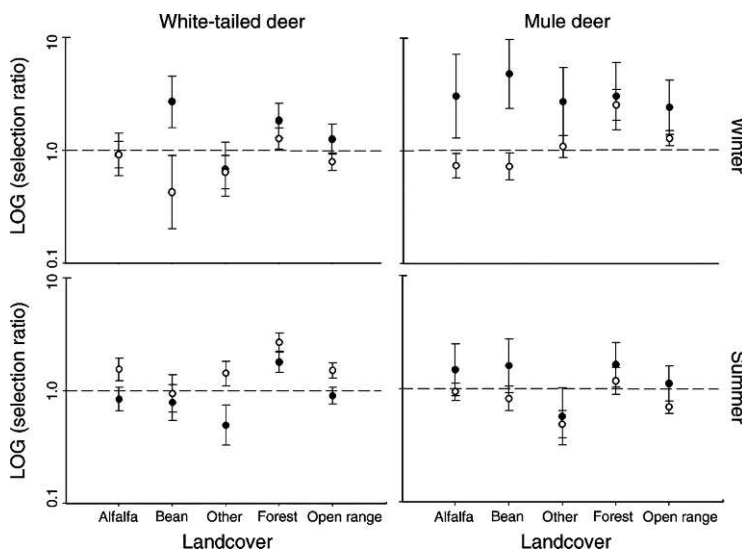 White-tailed deer
Mule deer
10
1.0
0.1
LOG (selection ratio)
Winter
10
1.0
0.1
LOG (selection ratio)
Summer
Alfalfa Bean Other Forest Open range
Alfalfa Bean Other Forest Open range
Landcover
Landcover